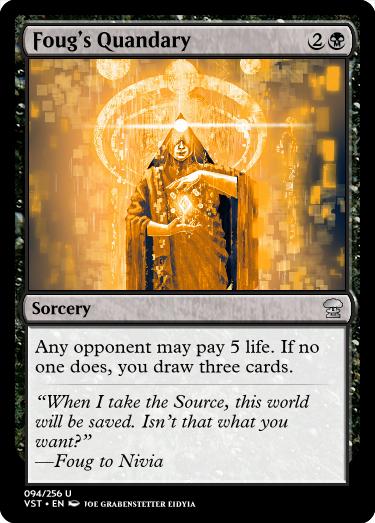 Foug's Quandary 2
Sorcery
Any opponent may pay 5 life. If no
one does, you draw three cards.
“When I take the Source, this world
will be saved. Isn't that what you
want?”
—Foug to Nivia
094/256 U
VST • EN JOE GRABENSTETTER EIDYIA